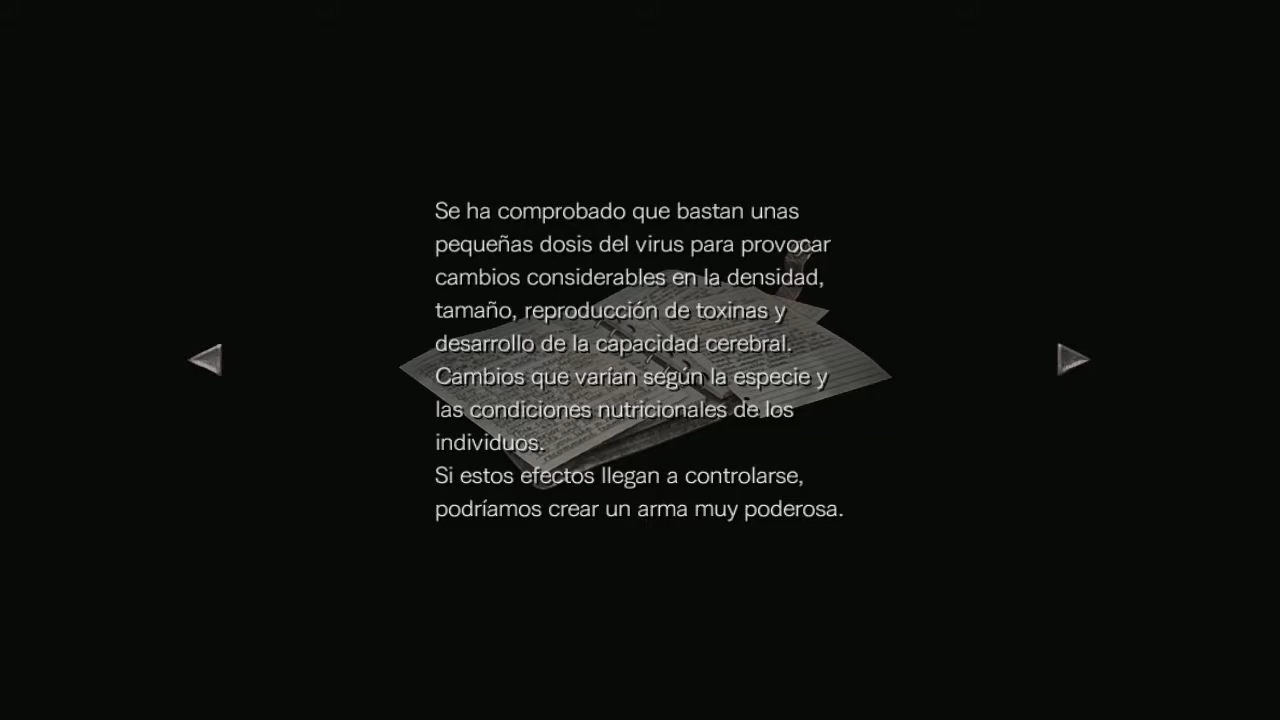 Se ha comprobado que bastan unas
pequeñas dosis del virus para provocar
cambios considerables en la densidad,
tamaño, reproducción de toxinas y
desarrollo de la capacidad cerebral.
Cambios que varían según la especie y
las condiciones nutricionales de los
individuos.
Si estos efectos llegan a controlarse,
podríamos crear un arma muy poderosa.